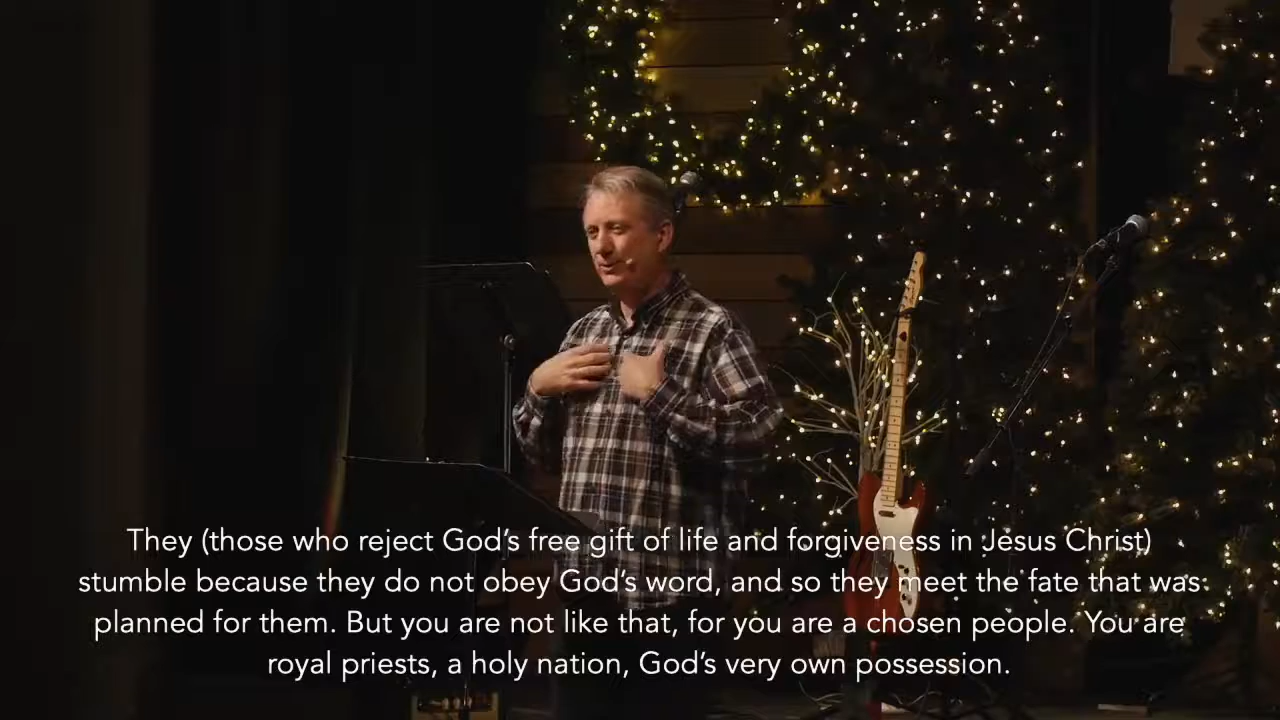 They (those who reject God's free gift of life and forgiveness in Jesus Christ)
stumble because they do not obey God's word, and so they meet the fate that was
planned for them. But you are not like that, for you are a chosen people. You are
royal priests, a holy nation, God's very own possession.